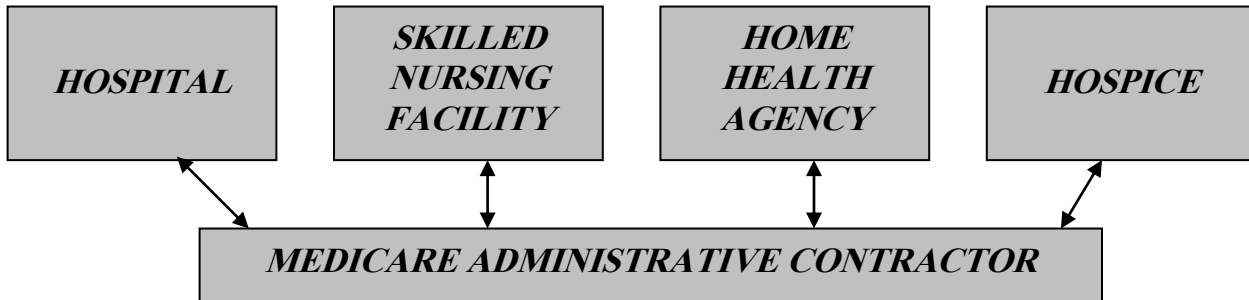 HOSPITAL
SKILLED
NURSING
FACILITY
HOME
HEALTH
AGENCY
HOSPICE
MEDICARE ADMINISTRATIVE CONTRACTOR